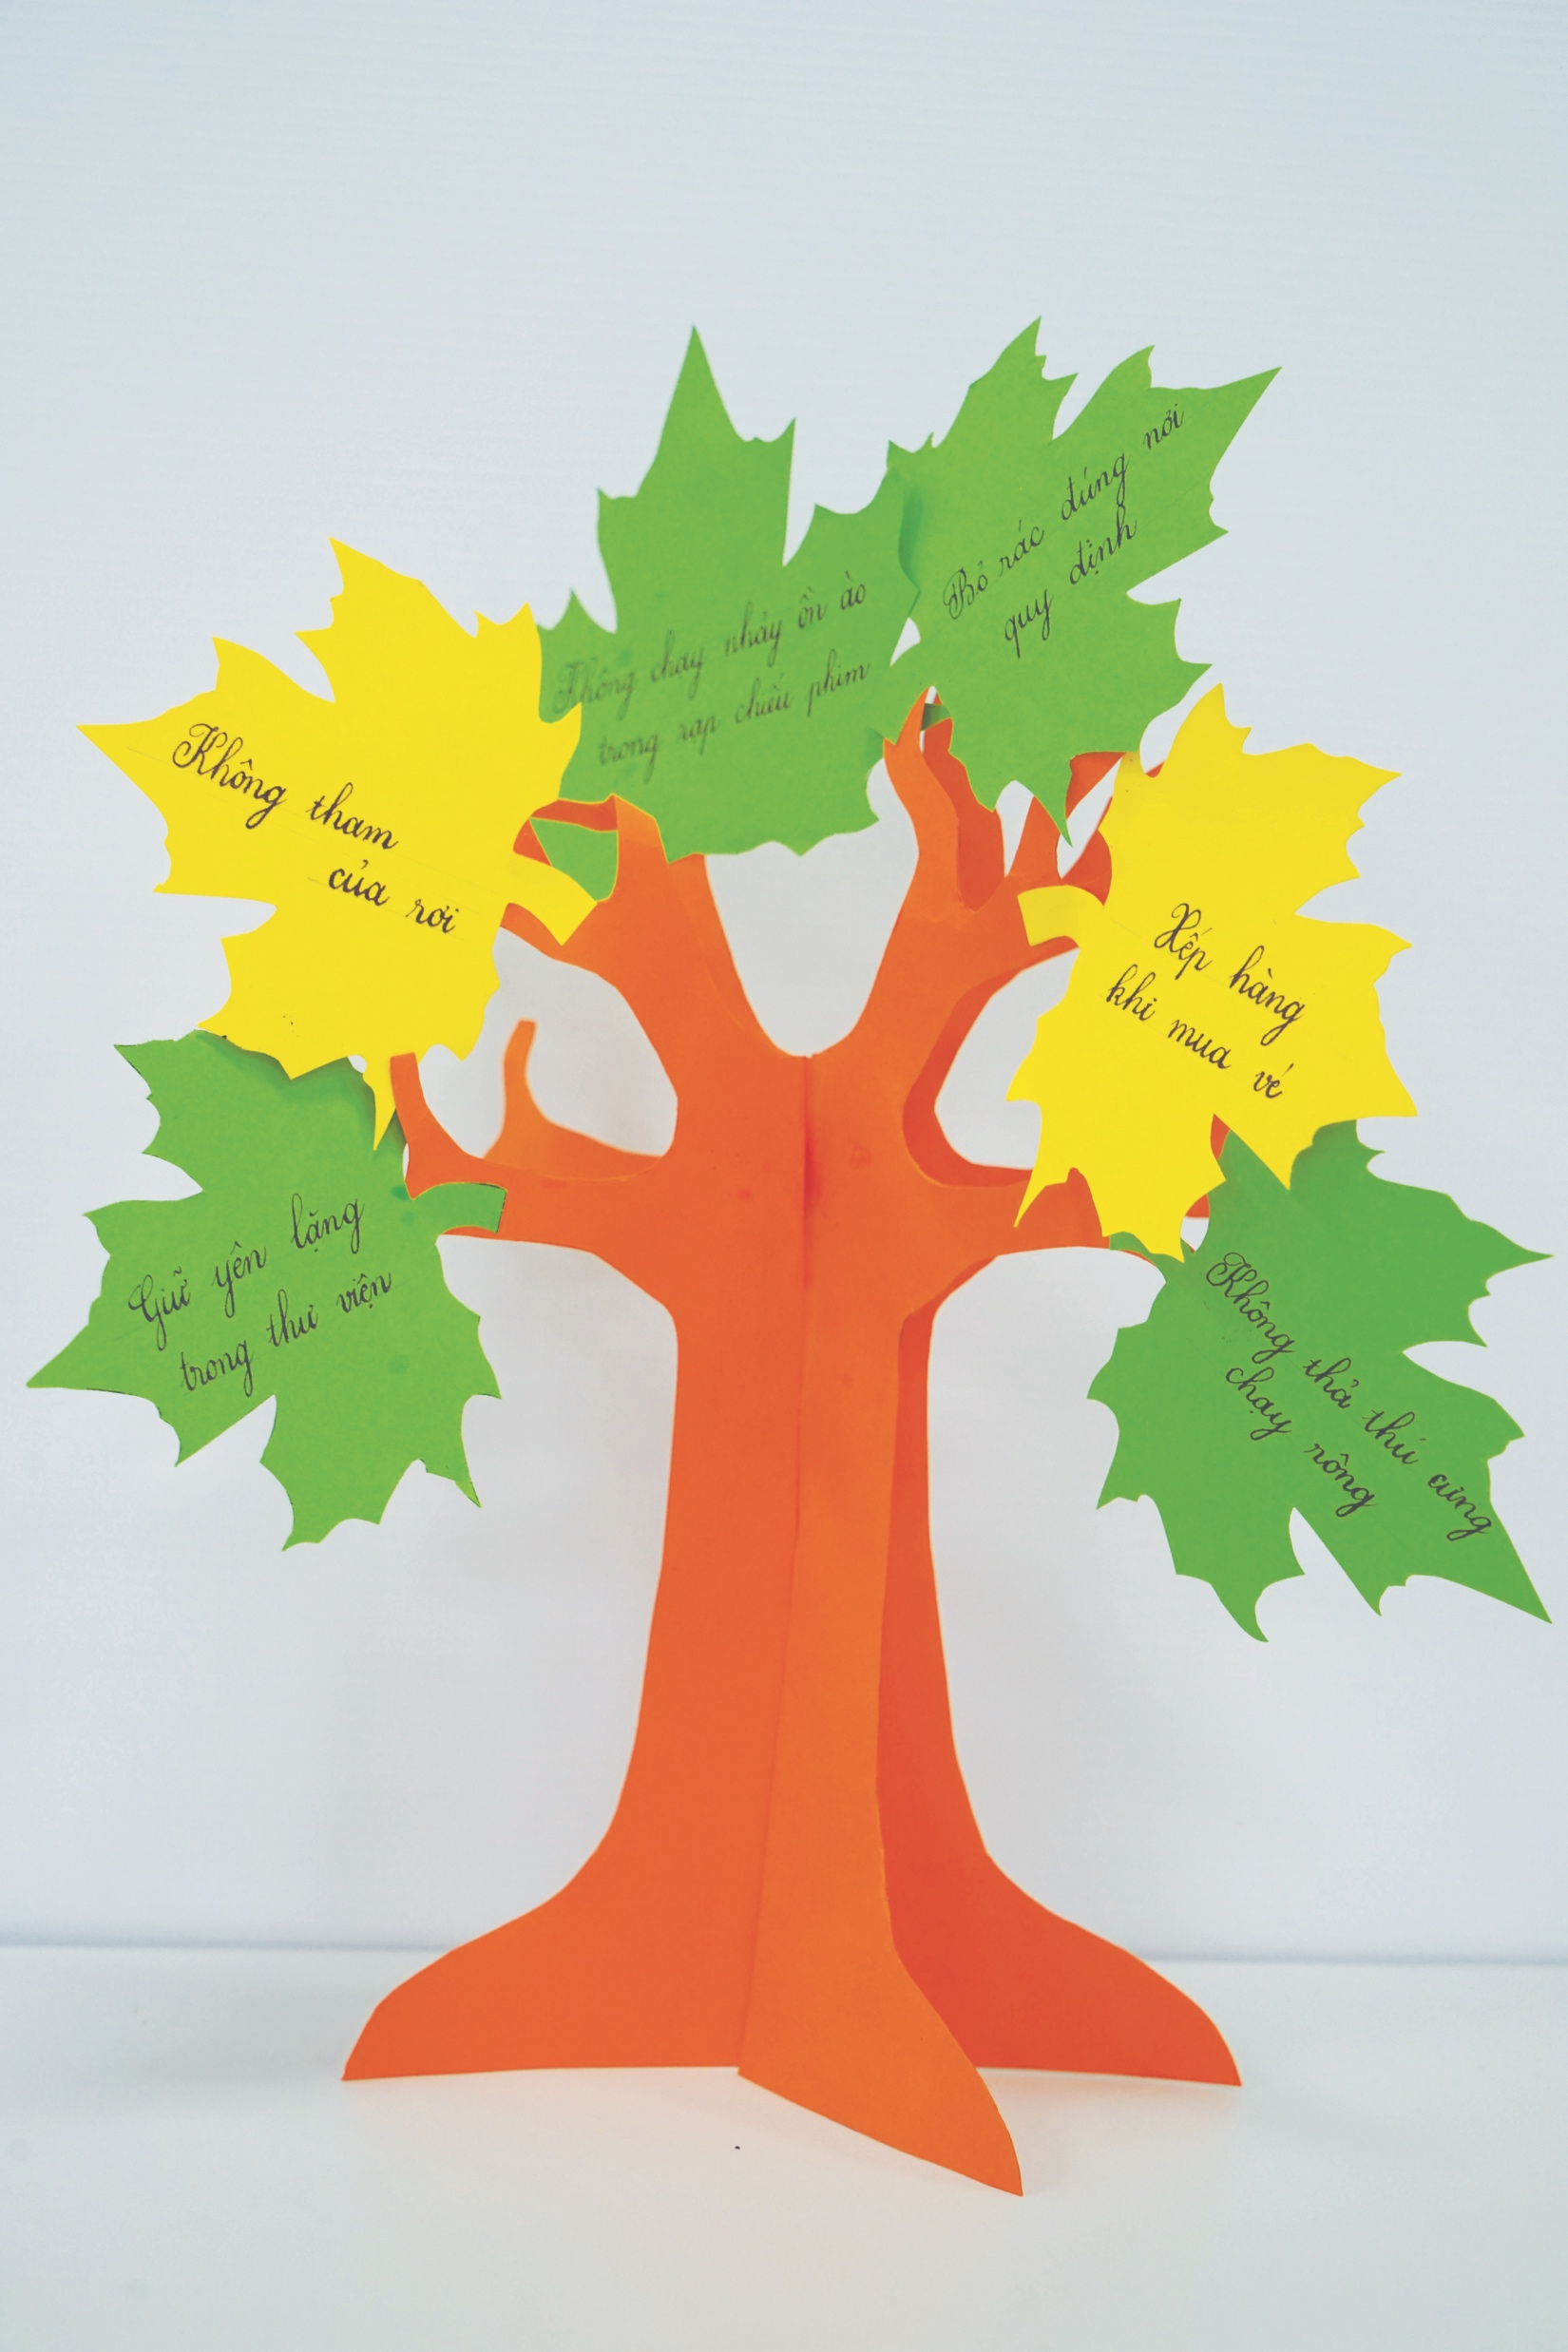 Không chạy nhảy ồn ào
trong rạp chiếu phim
Bỏ rác đúng nơi
quy định
Không tham
của rơi
Xếp hàng
khi mua vé
Giữ yên lặng
trong thư viện
Không thả thú cưng
chạy rông